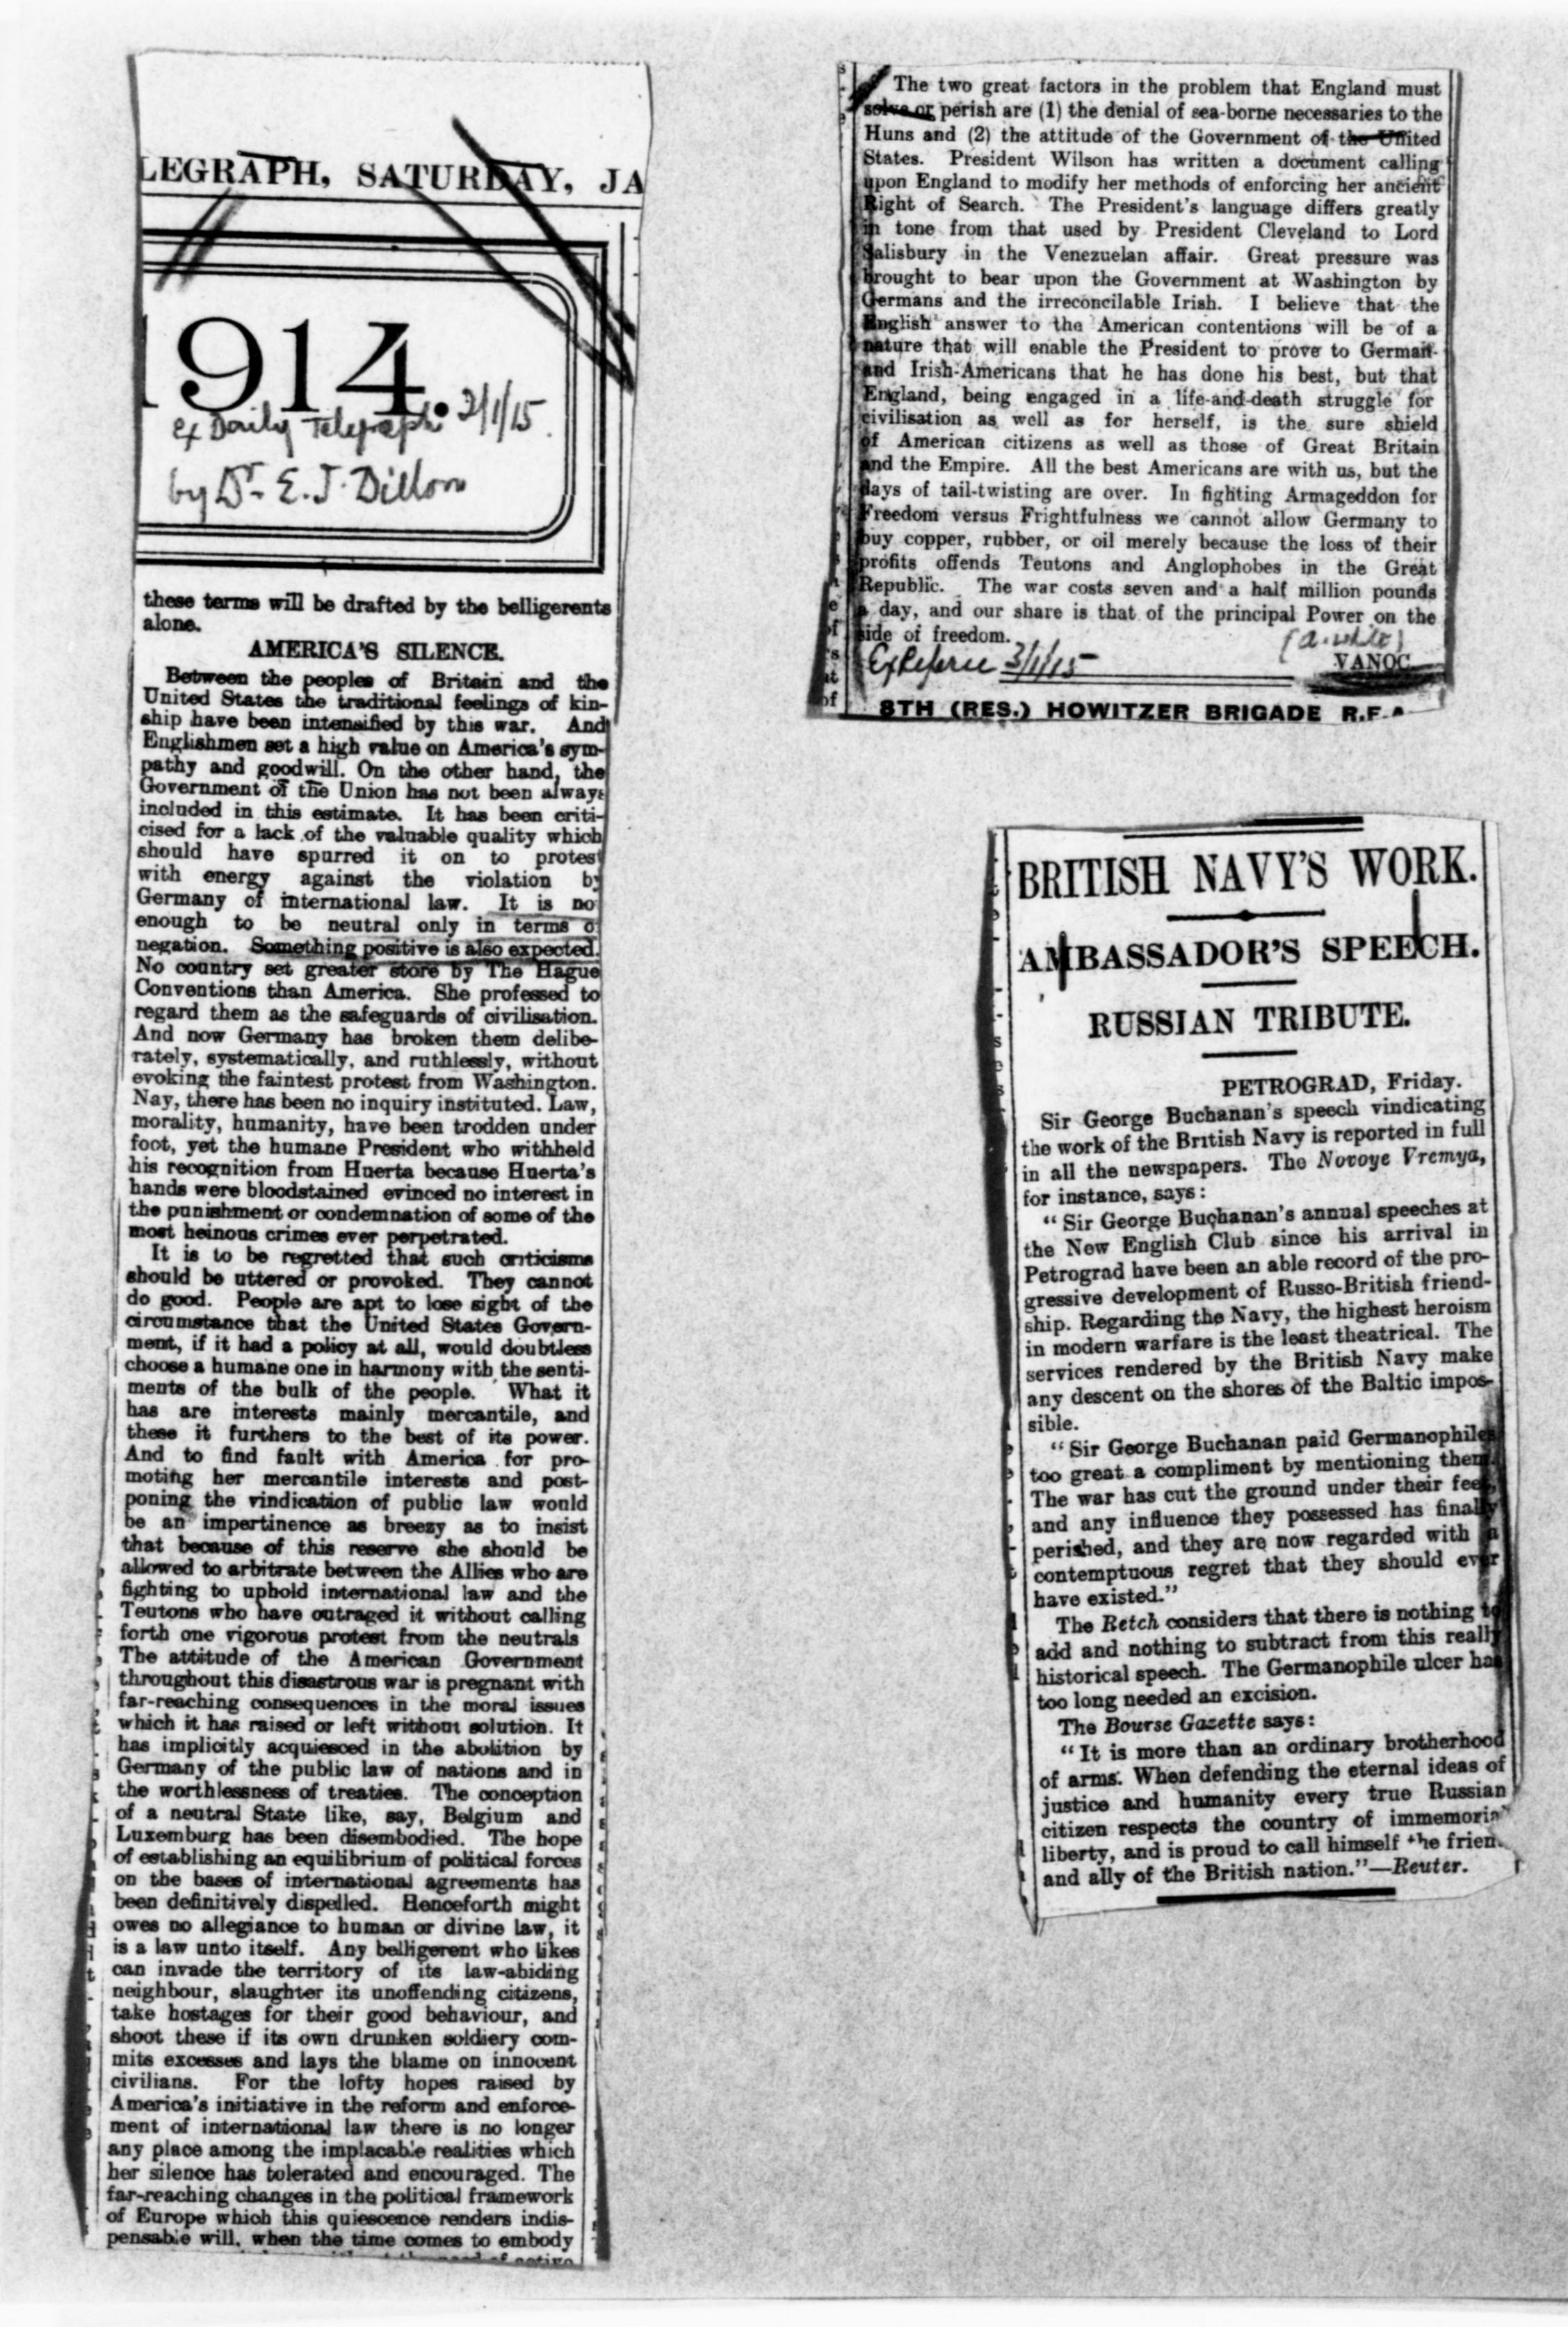 LEGRAPH, SATURDAY, JA
1914.
Ex Daily Telegraph 2/1/15.
by Dr. E. J. Dillon
these terms will be drafted by the belligerents
alone.
AMERICA'S SILENCE.
Between the peoples of Britain and the
United States the traditional feelings of kin-
ship have been intensified by this war. And
Englishmen set a high value on America's sym-
pathy and goodwill. On the other hand, the
Government of the Union has not been always
included in this estimate. It has been criti-
cised for a lack of the valuable quality which
should have spurred it on to protest
with energy against the violation by
Germany of international law. It is no
enough to be neutral only in terms o
negation. Something positive is also expected.
No country set greater store by The Hague
Conventions than America. She professed to
regard them as the safeguards of civilisation.
And now Germany has broken them delibe-
rately, systematically, and ruthlessly, without
evoking the faintest protest from Washington.
Nay, there has been no inquiry instituted. Law,
morality, humanity, have been trodden under
foot, yet the humane President who withheld
his recognition from Huerta because Huerta's
hands were bloodstained evinced no interest in
the punishment or condemnation of some of the
most heinous crimes ever perpetrated.
It is to be regretted that such criticisms
should be uttered or provoked. They cannot
do good. People are apt to lose sight of the
circumstance that the United States Govern-
ment, if it had a policy at all, would doubtless
choose a humane one in harmony with the senti-
ments of the bulk of the people. What it
has are interests mainly mercantile, and
these it furthers to the best of its power.
And to find fault with America for pro-
moting her mercantile interests and post-
poning the vindication of public law would
be an impertinence as breezy as to insist
that because of this reserve she should be
allowed to arbitrate between the Allies who are
fighting to uphold international law and the
Teutons who have outraged it without calling
forth one vigorous protest from the neutrals
The attitude of the American Government
throughout this disastrous war is pregnant with
far-reaching consequences in the moral issues
which it has raised or left without solution. It
has implicitly acquiesced in the abolition by
Germany of the public law of nations and in
the worthlessness of treaties. The conception
of a neutral State like, say, Belgium and
Luxemburg has been disembodied. The hope
of establishing an equilibrium of political forces
on the bases of international agreements has
been definitively dispelled. Henceforth might
owes no allegiance to human or divine law, it
is a law unto itself. Any belligerent who likes
can invade the territory of its law-abiding
neighbour, slaughter its unoffending citizens,
take hostages for their good behaviour, and
shoot these if its own drunken soldiery com-
mits excesses and lays the blame on innocent
civilians. For the lofty hopes raised by
America's initiative in the reform and enforce-
ment of international law there is no longer
any place among the implacable realities which
her silence has tolerated and encouraged. The
far-reaching changes in the political framework
of Europe which this quiescence renders indis-
pensable will, when the time comes to embody
The two great factors in the problem that England must
solve or perish are (1) the denial of sea-borne necessaries to the
Huns and (2) the attitude of the Government of the United
States. President Wilson has written a document calling
upon England to modify her methods of enforcing her ancient
Right of Search. The President's language differs greatly
in tone from that used by President Cleveland to Lord
Salisbury in the Venezuelan affair. Great pressure was
brought to bear upon the Government at Washington by
Germans and the irreconcilable Irish. I believe that the
English answer to the American contentions will be of a
nature that will enable the President to prove to German-
and Irish-Americans that he has done his best, but that
England, being engaged in a life-and-death struggle for
civilisation as well as for herself, is the sure shield
of American citizens as well as those of Great Britain
and the Empire. All the best Americans are with us, but the
days of tail-twisting are over. In fighting Armageddon for
Freedom versus Frightfulness we cannot allow Germany to
buy copper, rubber, or oil merely because the loss of their
profits offends Teutons and Anglophobes in the Great
Republic. The war costs seven and a half million pounds
a day, and our share is that of the principal Power on the
side of freedom.
(A. White)
Ex Referee 3/1/15
VANOC
8TH (RES.) HOWITZER BRIGADE R.F.A
BRITISH NAVY'S WORK.
AMBASSADOR'S SPEECH.
RUSSIAN TRIBUTE.
PETROGRAD, Friday.
Sir George Buchanan's speech vindicating
the work of the British Navy is reported in full
in all the newspapers. The Novoye Vremya,
for instance, says:
"Sir George Buchanan's annual speeches at
the New English Club since his arrival in
Petrograd have been an able record of the pro-
gressive development of Russo-British friend-
ship. Regarding the Navy, the highest heroism
in modern warfare is the least theatrical. The
services rendered by the British Navy make
any descent on the shores of the Baltic impos-
sible.
"Sir George Buchanan paid Germanophiles
too great a compliment by mentioning them.
The war has cut the ground under their feet,
and any influence they possessed has finally
perished, and they are now regarded with a
contemptuous regret that they should ever
have existed."
The Retch considers that there is nothing to
add and nothing to subtract from this really
historical speech. The Germanophile ulcer has
too long needed an excision.
The Bourse Gazette says:
"It is more than an ordinary brotherhood
of arms. When defending the eternal ideas of
justice and humanity every true Russian
citizen respects the country of immemorial
liberty, and is proud to call himself the frien
and ally of the British nation."—Reuter.